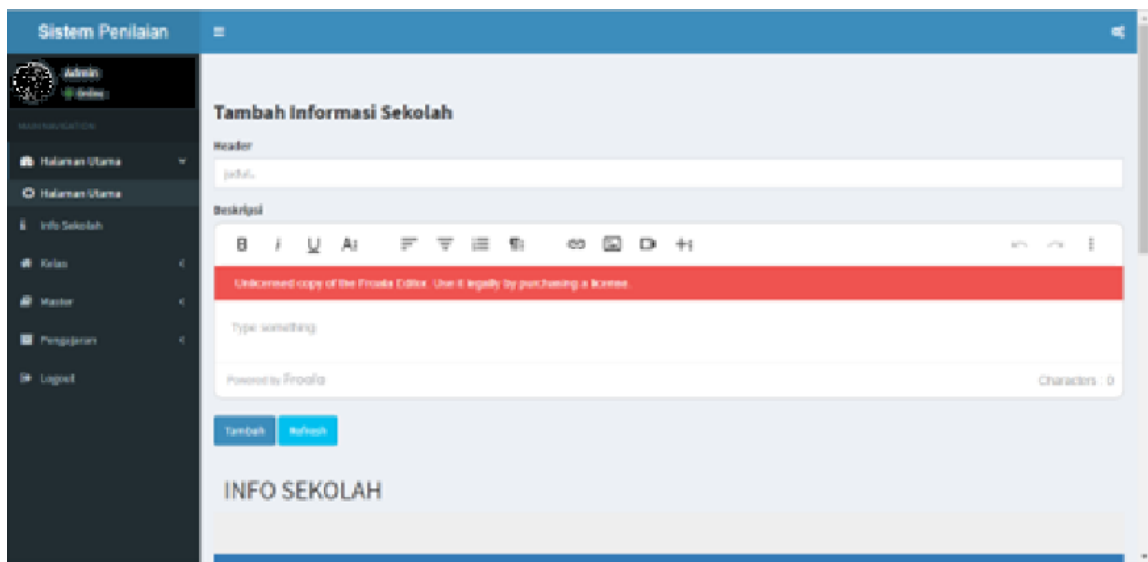 Sistem Penilaian
Admin
Online
MAIN NAVIGATION
Halaman Utama
Halaman Utama
Info Sekolah
Kelas
Master
Pengajaran
Logout
Tambah Informasi Sekolah
Header
judul..
Deskripsi
B I U A
Unlicensed copy of the Froala Editor. Use it legally by purchasing a license.
Type something
Powered by Froala
Characters : 0
Tambah
Refresh
INFO SEKOLAH